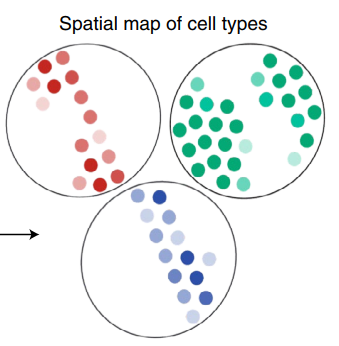 Spatial map of cell types